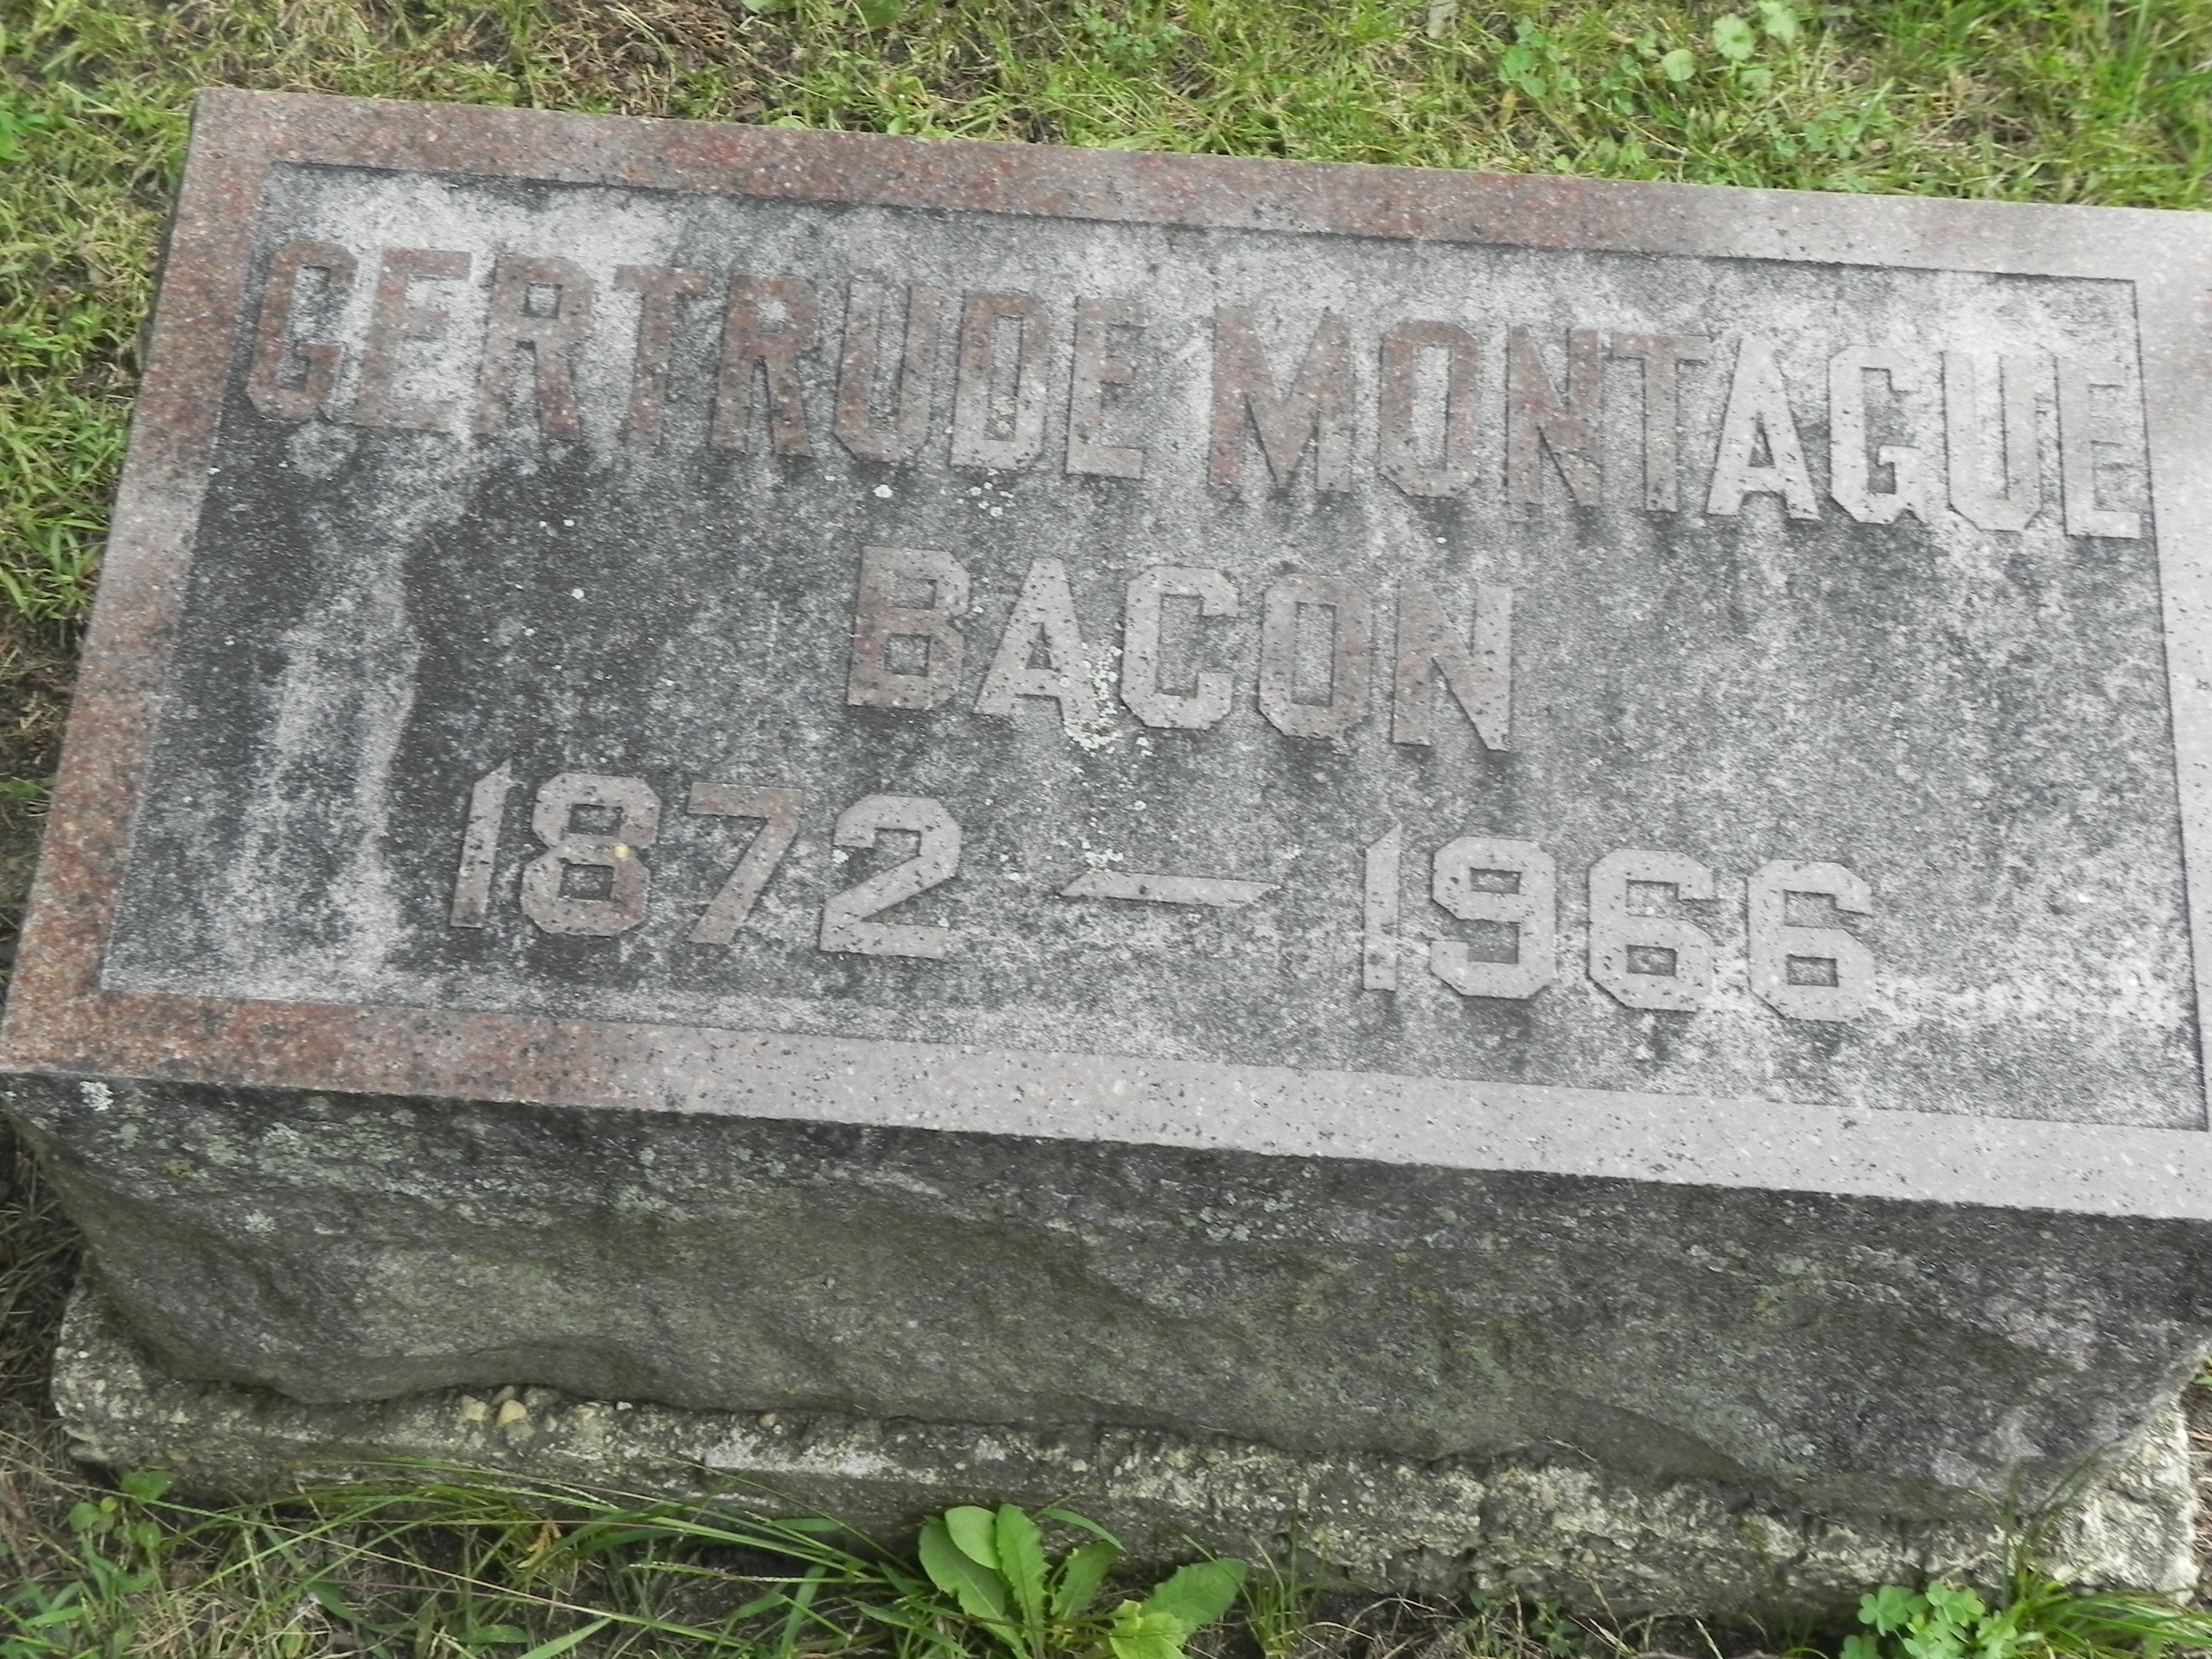 GERTRUDE MONTAGUE
BACON
1872 — 1966